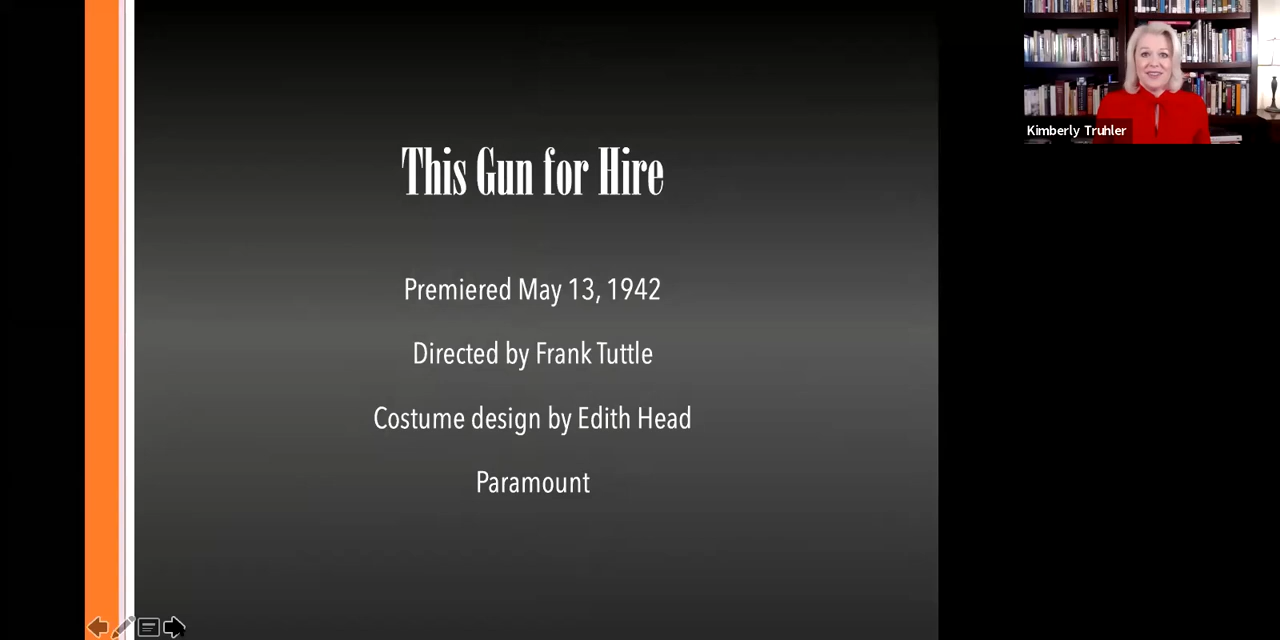 This Gun for Hire
Premiered May 13, 1942
Directed by Frank Tuttle
Costume design by Edith Head
Paramount
Kimberly Truhler